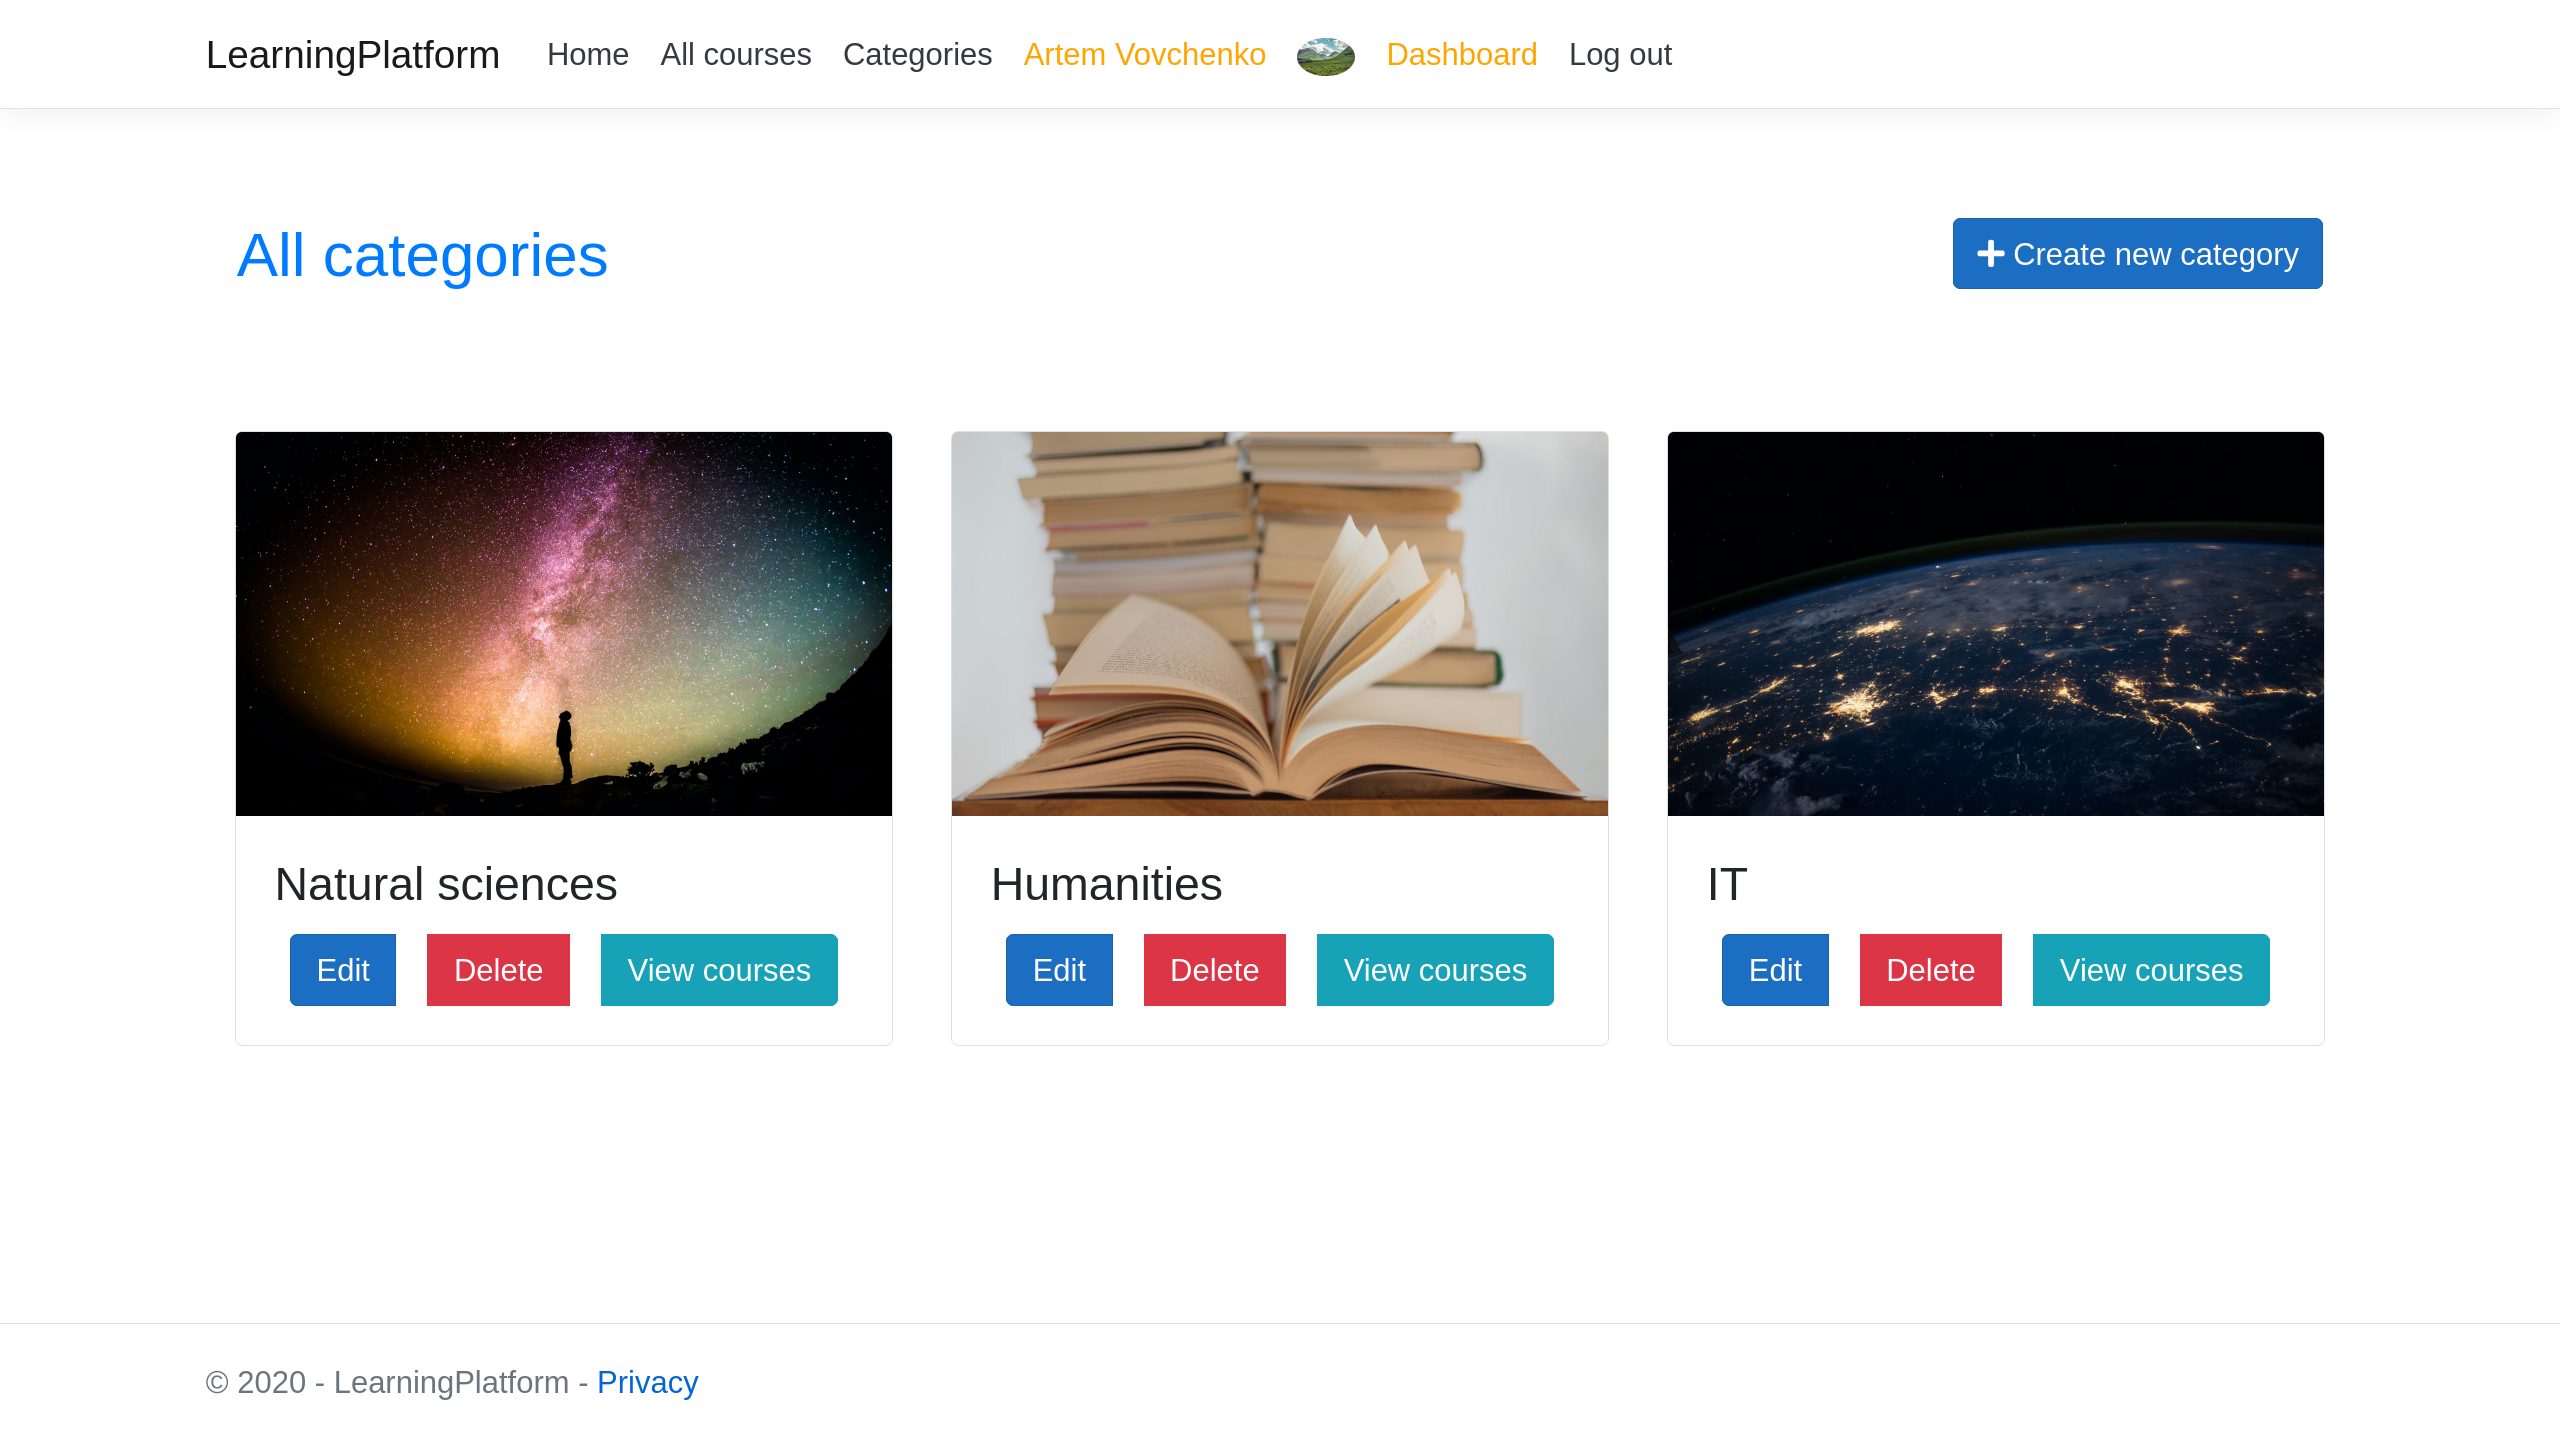 LearningPlatform Home All courses Categories Artem Vovchenko Dashboard Log out
All categories
Create new category
Natural sciences
Edit Delete View courses
Humanities
Edit Delete View courses
IT
Edit Delete View courses
© 2020 - LearningPlatform - Privacy